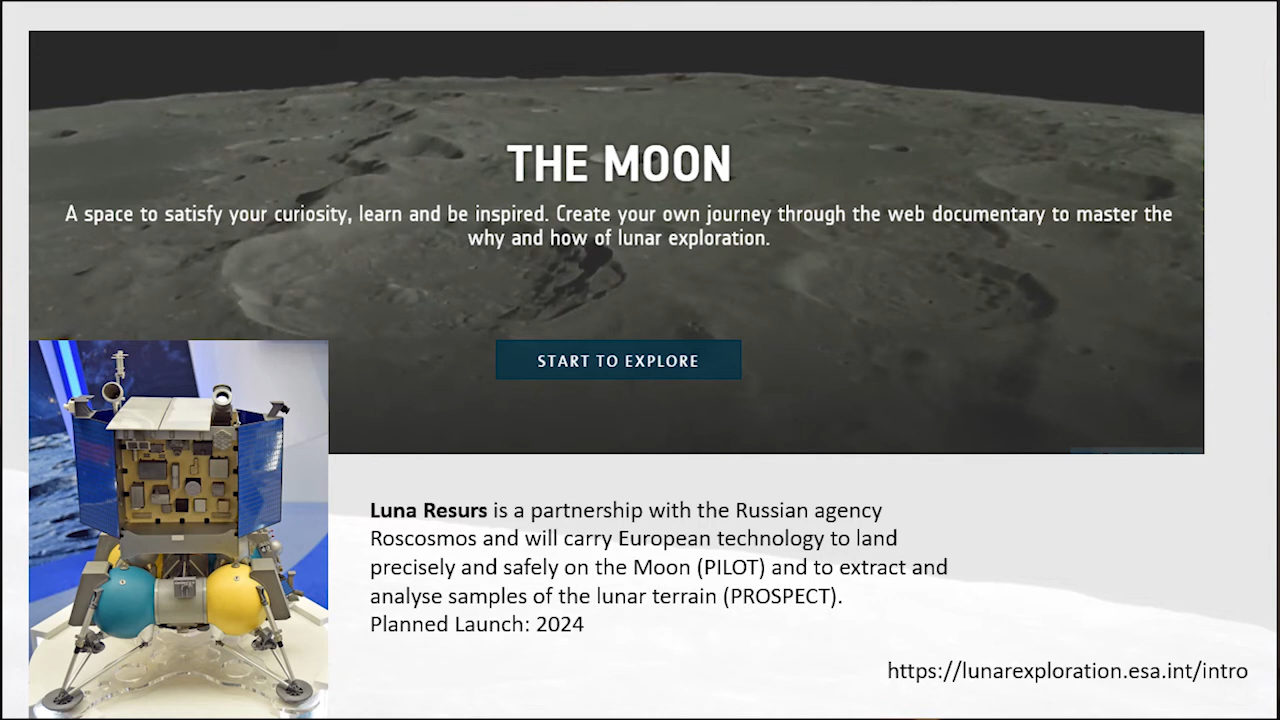 THE MOON
A space to satisfy your curiosity, learn and be inspired. Create your own journey through the web documentary to master the
why and how of lunar exploration.
START TO EXPLORE
Luna Resurs is a partnership with the Russian agency
Roscosmos and will carry European technology to land
precisely and safely on the Moon (PILOT) and to extract and
analyse samples of the lunar terrain (PROSPECT).
Planned Launch: 2024
https://lunarexploration.esa.int/intro